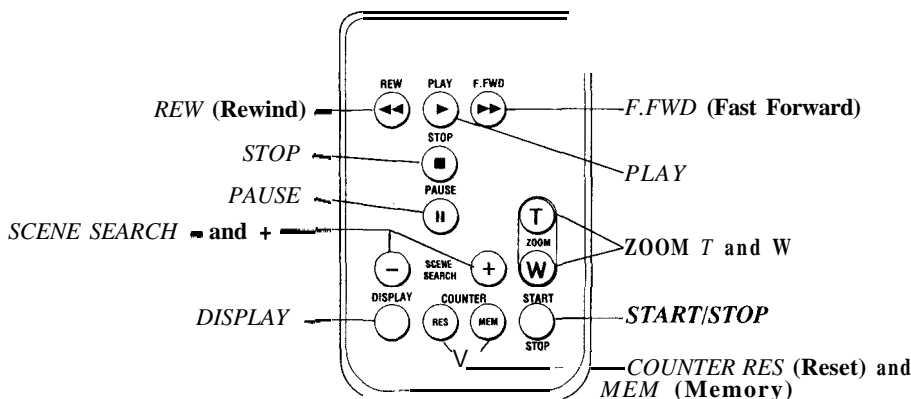 REW PLAY F.FWD
REW (Rewind)
F.FWD (Fast Forward)
STOP
STOP
PLAY
PAUSE
PAUSE
T
ZOOM
W
ZOOM T and W
SCENE SEARCH - and +
- SCENE SEARCH +
DISPLAY COUNTER START
DISPLAY
RES MEM
START/STOP
STOP
COUNTER RES (Reset) and
MEM (Memory)